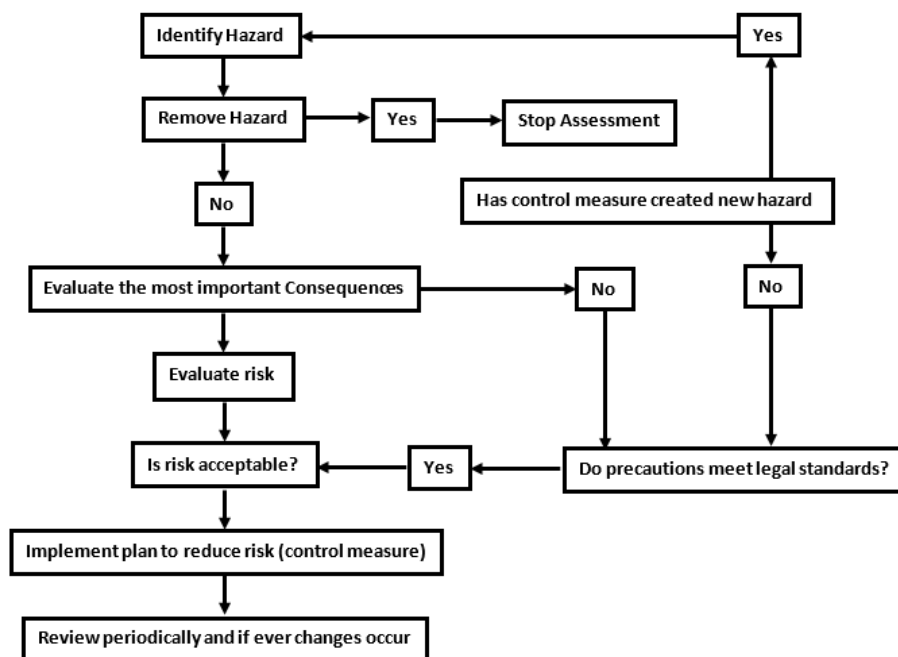 Identify Hazard
Yes
Remove Hazard
Yes
Stop Assessment
No
Has control measure created new hazard
Evaluate the most important Consequences
No
No
Evaluate risk
Is risk acceptable?
Yes
Do precautions meet legal standards?
Implement plan to reduce risk (control measure)
Review periodically and if ever changes occur